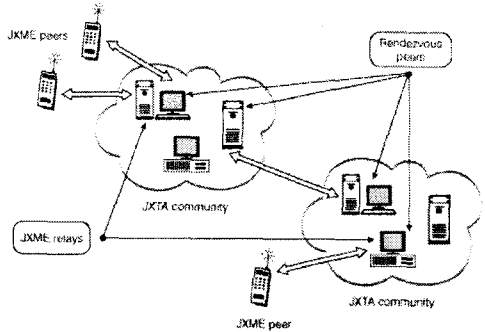 JXME peers
Rendezvous
peers
JXTA community
JXME relays
JXTA community
JXME peer